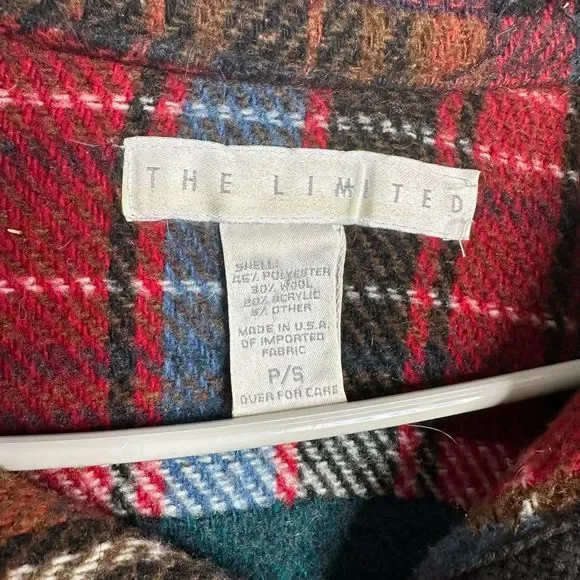 THE LIMITED
SHELL:
45% POLYESTER
30% WOOL
20% ACRYLIC
5% OTHER
MADE IN U.S.A.
OF IMPORTED
FABRIC
P/S
OVER FOR CARE